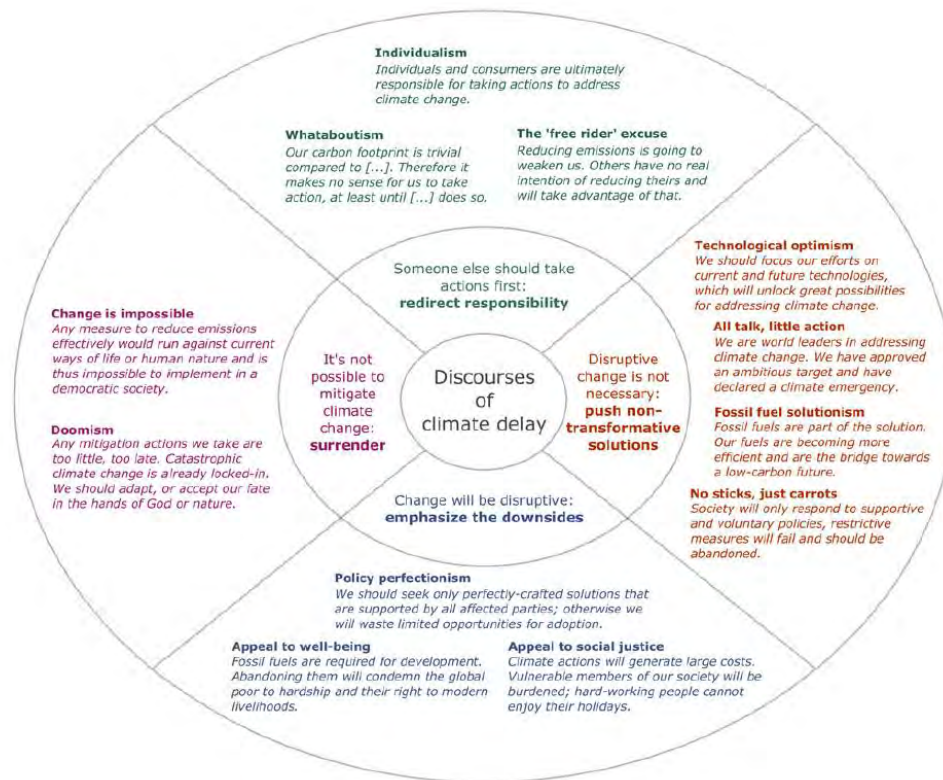 Individualism
Individuals and consumers are ultimately
responsible for taking actions to address
climate change.
Whataboutism
Our carbon footprint is trivial
compared to [...]. Therefore it
makes no sense for us to take
action, at least until [...] does so.
The 'free rider' excuse
Reducing emissions is going to
weaken us. Others have no real
intention of reducing theirs and
will take advantage of that.
Someone else should take
actions first:
redirect responsibility
Technological optimism
We should focus our efforts on
current and future technologies,
which will unlock great possibilities
for addressing climate change.
All talk, little action
We are world leaders in addressing
climate change. We have approved
an ambitious target and have
declared a climate emergency.
Fossil fuel solutionism
Fossil fuels are part of the solution.
Our fuels are becoming more
efficient and are the bridge towards
a low-carbon future.
No sticks, just carrots
Society will only respond to supportive
and voluntary policies, restrictive
measures will fail and should be
abandoned.
Disruptive
change is not
necessary:
push non-
transformative
solutions
Discourses
of
climate delay
It's not
possible to
mitigate
climate
change:
surrender
Change is impossible
Any measure to reduce emissions
effectively would run against current
ways of life or human nature and is
thus impossible to implement in a
democratic society.
Doomism
Any mitigation actions we take are
too little, too late. Catastrophic
climate change is already locked-in.
We should adapt, or accept our fate
in the hands of God or nature.
Change will be disruptive:
emphasize the downsides
Policy perfectionism
We should seek only perfectly-crafted solutions that
are supported by all affected parties; otherwise we
will waste limited opportunities for adoption.
Appeal to well-being
Fossil fuels are required for development.
Abandoning them will condemn the global
poor to hardship and their right to modern
livelihoods.
Appeal to social justice
Climate actions will generate large costs.
Vulnerable members of our society will be
burdened; hard-working people cannot
enjoy their holidays.